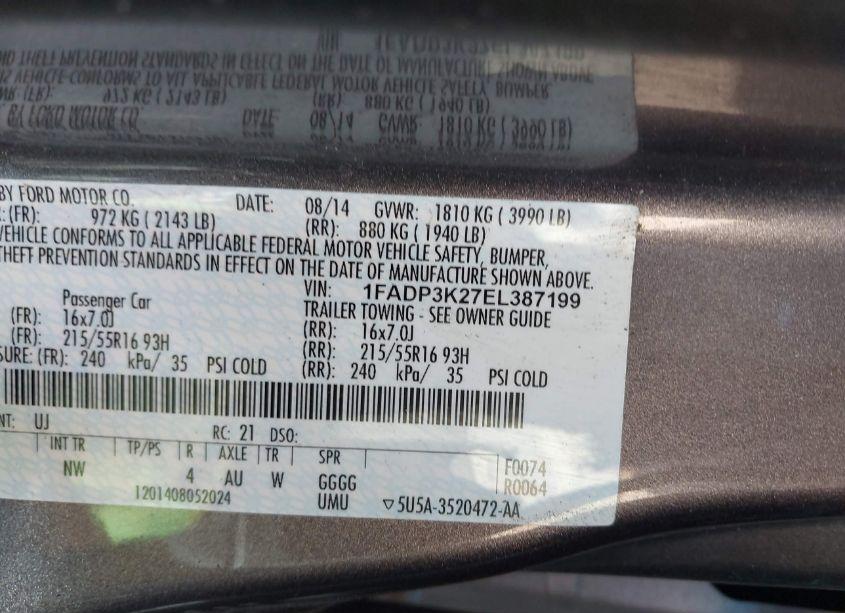 BY FORD MOTOR CO. DATE: 08/14 GVWR: 1810 KG ( 3990 LB)
(FR): 972 KG ( 2143 LB) (RR): 880 KG ( 1940 LB)
VEHICLE CONFORMS TO ALL APPLICABLE FEDERAL MOTOR VEHICLE SAFETY, BUMPER,
THEFT PREVENTION STANDARDS IN EFFECT ON THE DATE OF MANUFACTURE SHOWN ABOVE.
VIN: 1FADP3K27EL387199
Passenger Car TRAILER TOWING - SEE OWNER GUIDE
(FR): 16x7.0J (RR): 16x7.0J
(FR): 215/55R16 93H (RR): 215/55R16 93H
SURE: (FR): 240 kPa/ 35 PSI COLD (RR): 240 kPa/ 35 PSI COLD
NT: UJ RC: 21 DSO:
INT TR TP/PS R AXLE TR SPR F0074
NW 4 AU W GGGG R0064
1201408052024 UMU ▽5U5A-3520472-AA